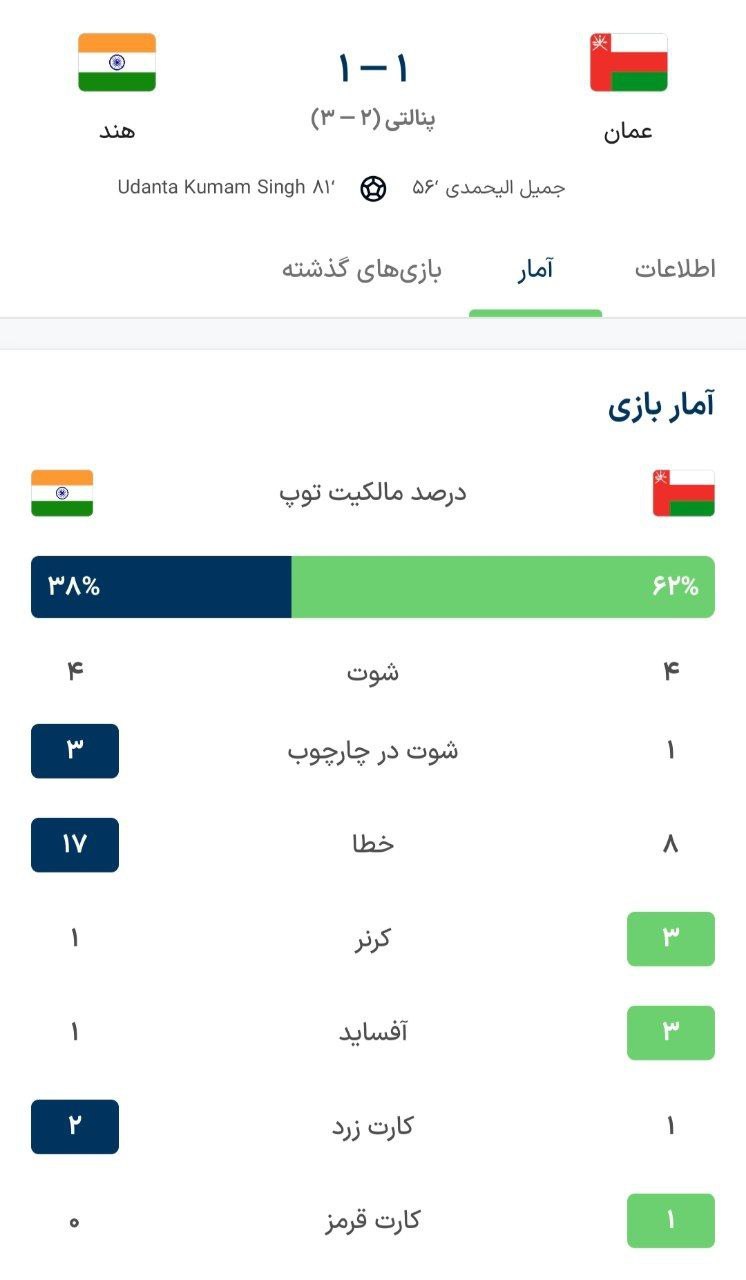 عمان ۱ – ۱ هند
پنالتی (۲ – ۳)
جمیل الیحمدی ۵۶‘ Udanta Kumam Singh ۸۱‘
اطلاعات آمار بازی‌های گذشته
آمار بازی
درصد مالکیت توپ
۶۲% ۳۸%
۴ شوت ۴
۱ شوت در چارچوب ۳
۸ خطا ۱۷
۳ کرنر ۱
۳ آفساید ۱
۱ کارت زرد ۲
۱ کارت قرمز ۰